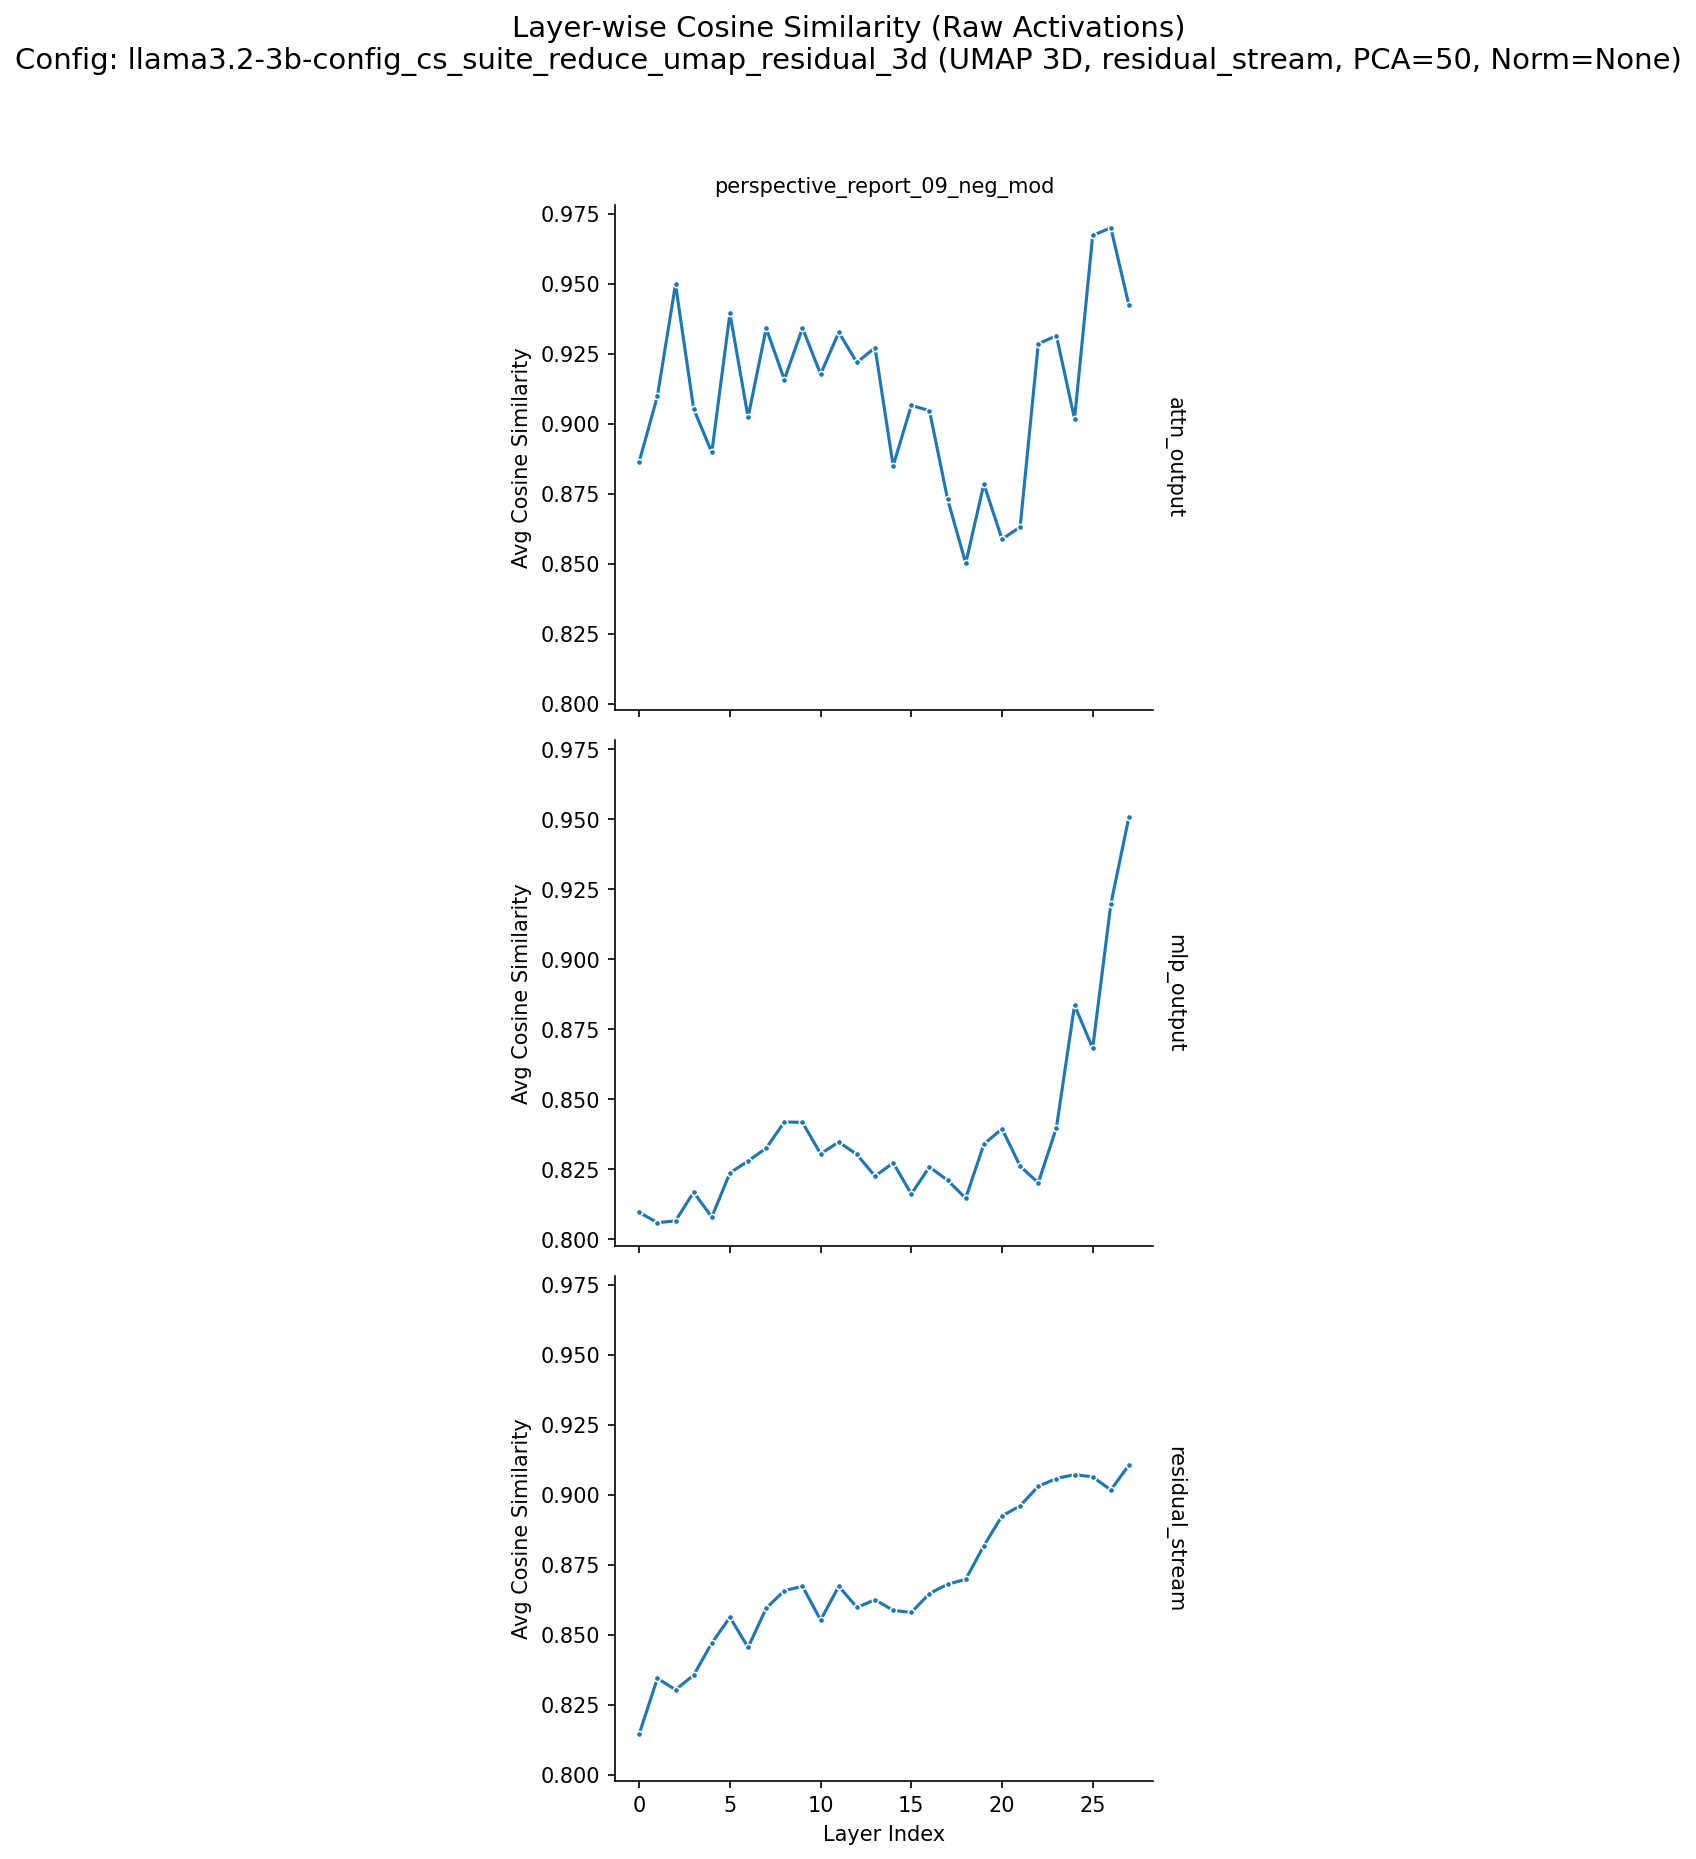 Layer-wise Cosine Similarity (Raw Activations)
Config: llama3.2-3b-config_cs_suite_reduce_umap_residual_3d (UMAP 3D, residual_stream, PCA=50, Norm=None)
perspective_report_09_neg_mod
0.975
0.950
0.925
0.900
0.875
0.850
0.825
0.800
Avg Cosine Similarity
attn_output
0.975
0.950
0.925
0.900
0.875
0.850
0.825
0.800
Avg Cosine Similarity
mlp_output
0.975
0.950
0.925
0.900
0.875
0.850
0.825
0.800
Avg Cosine Similarity
residual_stream
0 5 10 15 20 25
Layer Index